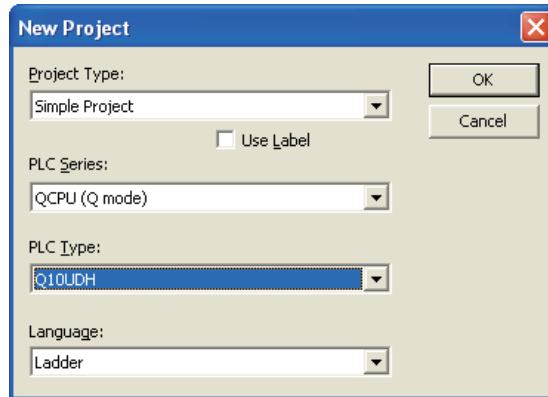 New Project
Project Type:
OK
Simple Project
Cancel
Use Label
PLC Series:
QCPU (Q mode)
PLC Type:
Q10UDH
Language:
Ladder